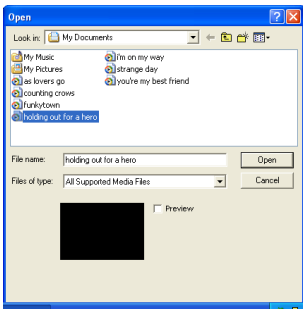 Open
Look in: My Documents
My Music
My Pictures
as lovers go
counting crows
funkytown
holding out for a hero
i'm on my way
strange day
you're my best friend
File name: holding out for a hero Open
Files of type: All Supported Media Files Cancel
Preview